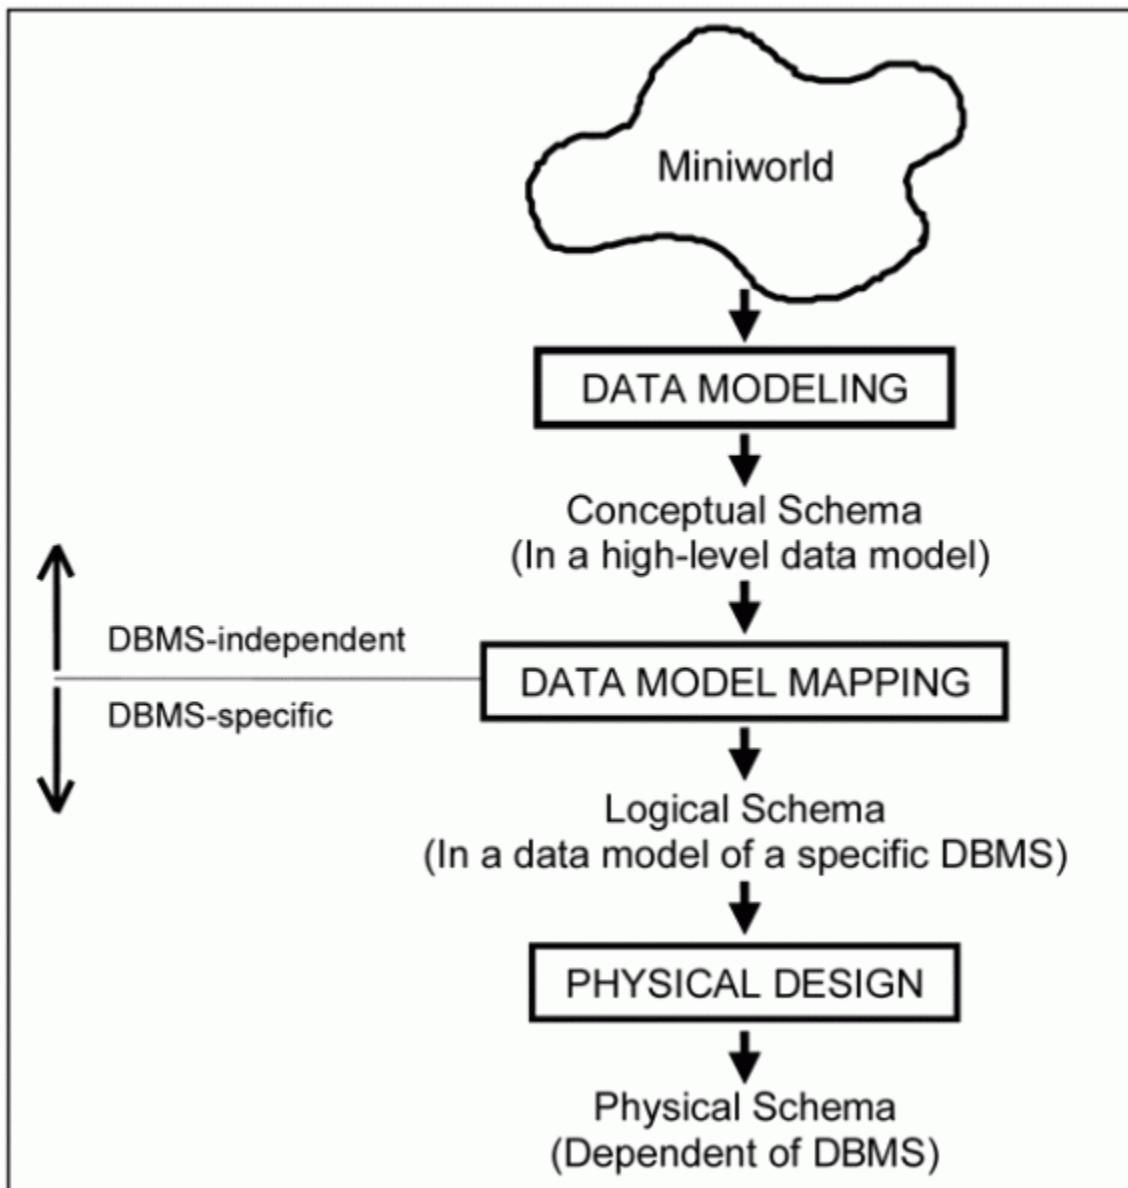 Miniworld
DATA MODELING
Conceptual Schema
(In a high-level data model)
DBMS-independent
DATA MODEL MAPPING
DBMS-specific
Logical Schema
(In a data model of a specific DBMS)
PHYSICAL DESIGN
Physical Schema
(Dependent of DBMS)